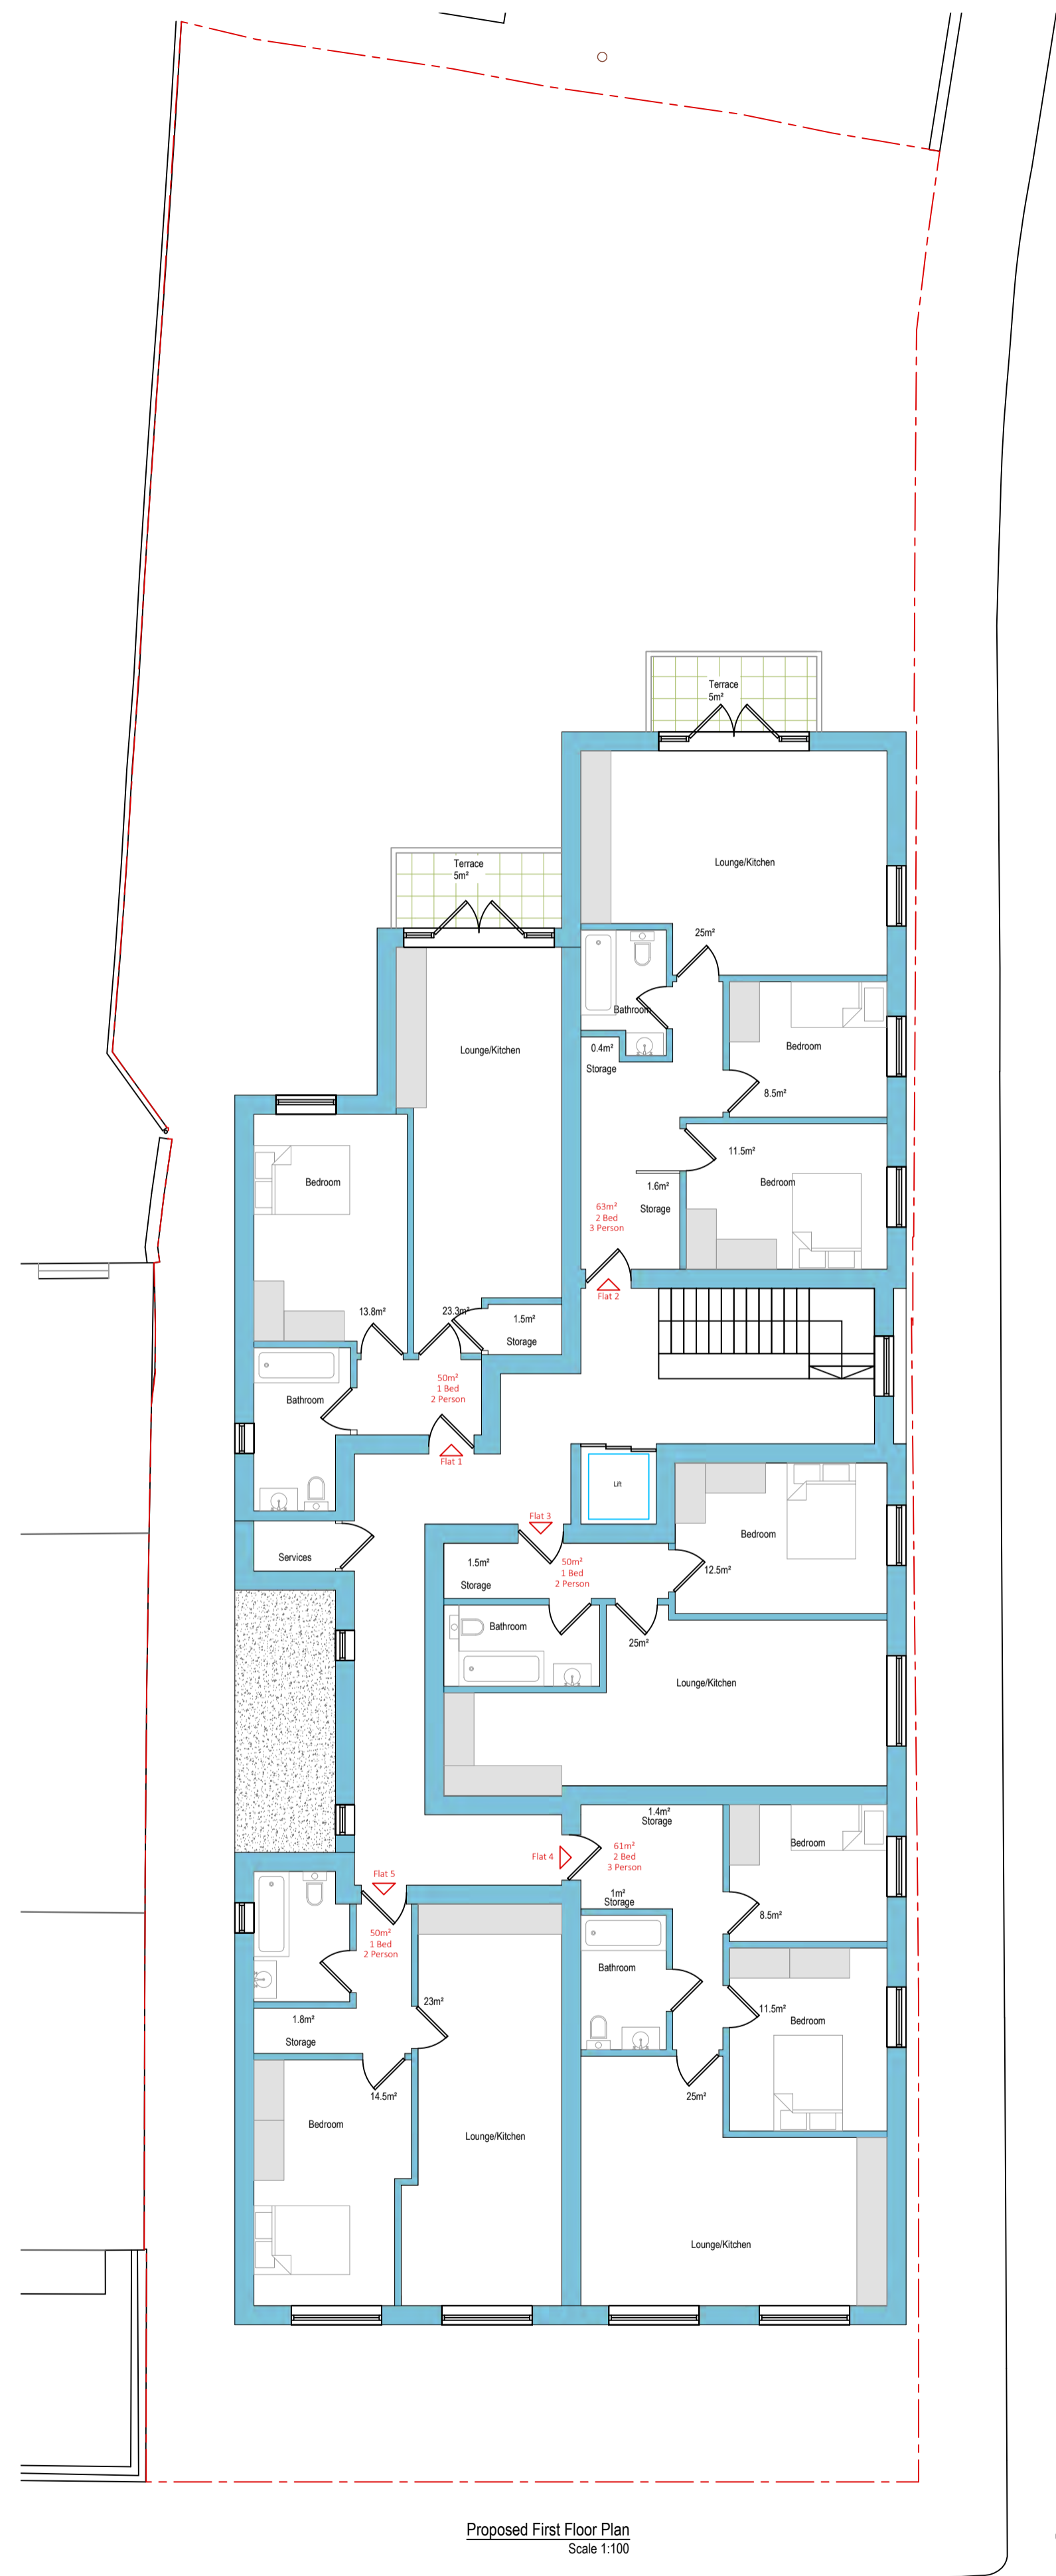 Terrace
5m²
Lounge/Kitchen
Terrace
5m²
25m²
Bathroom
Bedroom
0.4m²
Storage
Lounge/Kitchen
8.5m²
11.5m²
Bedroom
Bedroom
1.6m²
Storage
63m²
2 Bed
3 Person
Flat 2
13.8m²
23.3m²
1.5m²
Storage
50m²
1 Bed
2 Person
Bathroom
Flat 1
Lift
Flat 3
Bedroom
Services
1.5m²
Storage
50m²
1 Bed
2 Person
12.5m²
Bathroom
25m²
Lounge/Kitchen
1.4m²
Storage
61m²
2 Bed
3 Person
Flat 4
Bedroom
Flat 5
1m²
Storage
8.5m²
50m²
1 Bed
2 Person
Bathroom
23m²
11.5m²
Bedroom
1.8m²
Storage
14.5m²
25m²
Bedroom
Lounge/Kitchen
Lounge/Kitchen
Proposed First Floor Plan
Scale 1:100